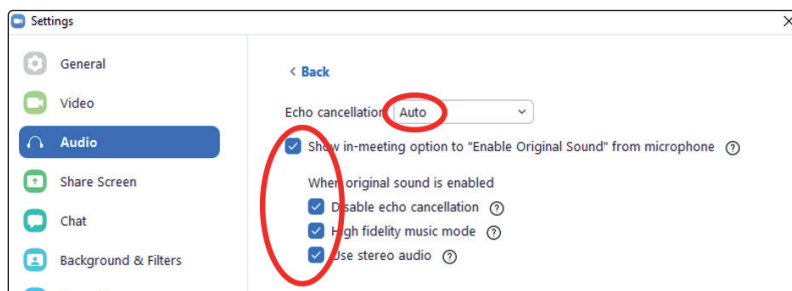 Settings
General
Video
Audio
Share Screen
Chat
Background & Filters
< Back
Echo cancellation Auto
Show in-meeting option to "Enable Original Sound" from microphone ?
When original sound is enabled
Disable echo cancellation ?
High fidelity music mode ?
Use stereo audio ?